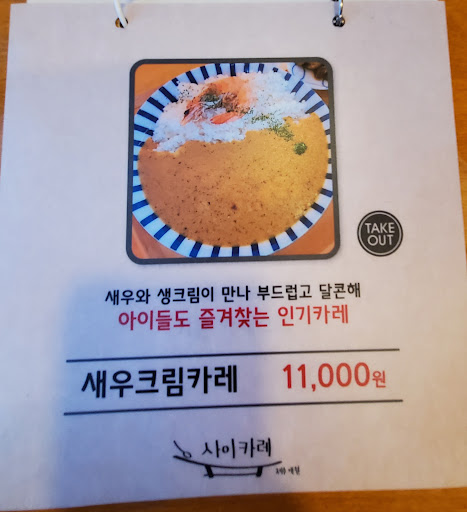 TAKE
OUT
새우와 생크림이 만나 부드럽고 달콘해
아이들도 즐겨찾는 인기카레
새우크림카레 11,000원
사이카레